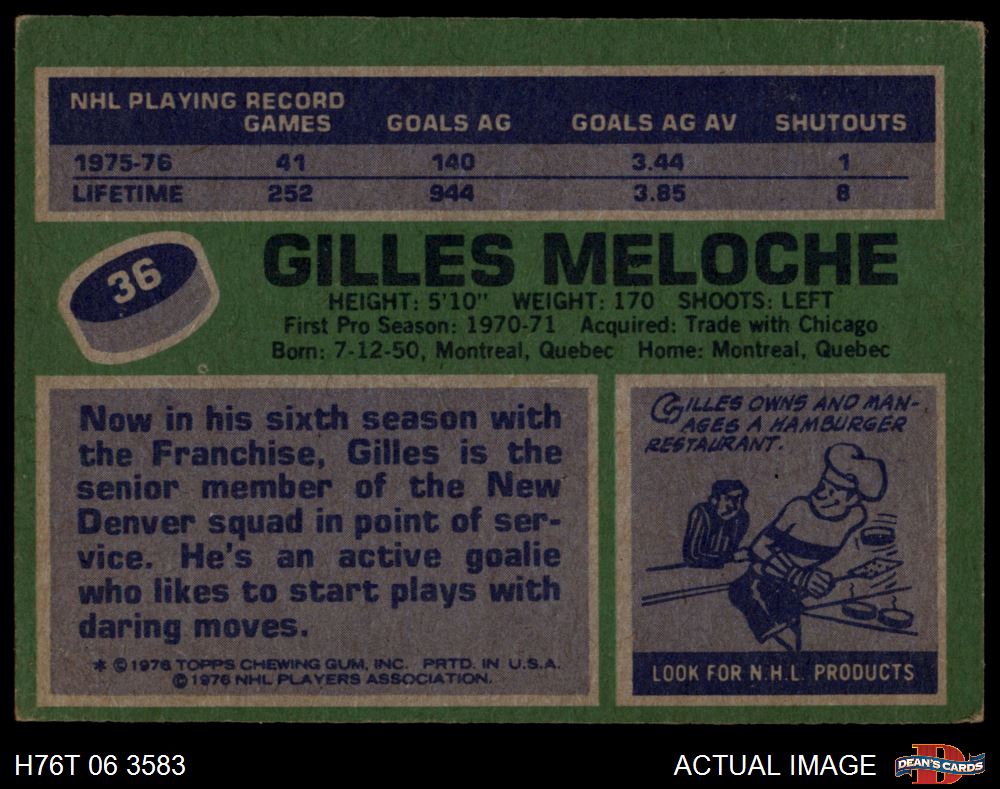 NHL PLAYING RECORD
GAMES GOALS AG GOALS AG AV SHUTOUTS
1975-76 41 140 3.44 1
LIFETIME 252 944 3.85 8
36
GILLES MELOCHE
HEIGHT: 5'10" WEIGHT: 170 SHOOTS: LEFT
First Pro Season: 1970-71 Acquired: Trade with Chicago
Born: 7-12-50, Montreal, Quebec Home: Montreal, Quebec
Now in his sixth season with
the Franchise, Gilles is the
senior member of the New
Denver squad in point of ser-
vice. He's an active goalie
who likes to start plays with
daring moves.
* © 1976 TOPPS CHEWING GUM, INC. PRTD. IN U.S.A.
© 1976 NHL PLAYERS ASSOCIATION.
GILLES OWNS AND MAN-
AGES A HAMBURGER
RESTAURANT.
LOOK FOR N.H.L. PRODUCTS
H76T 06 3583
ACTUAL IMAGE
D
DEAN'S CARDS